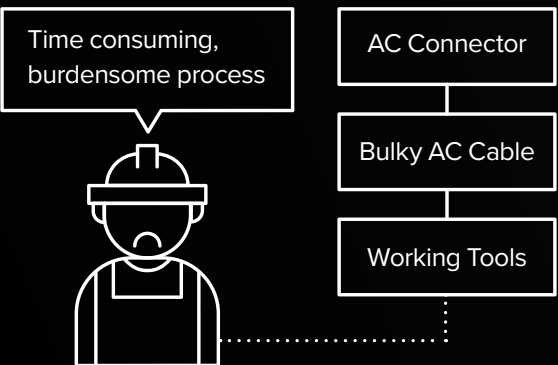 Time consuming,
burdensome process
AC Connector
Bulky AC Cable
Working Tools